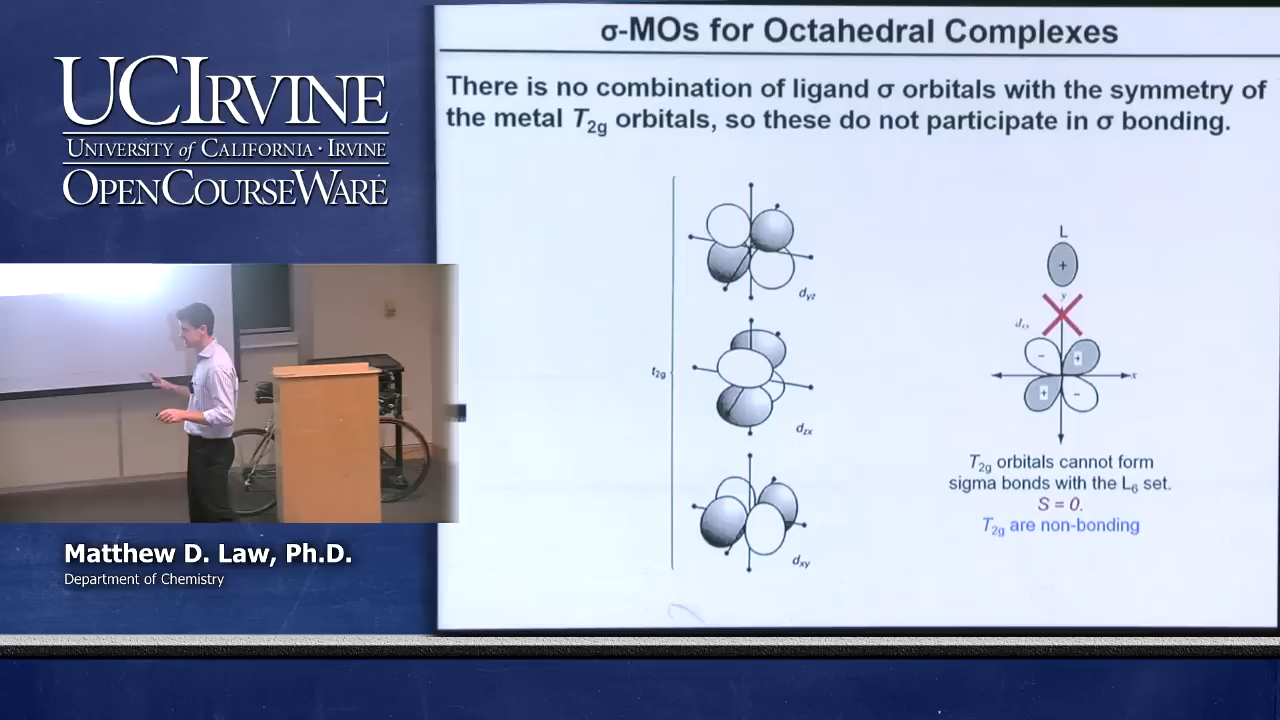 UCIRVINE
UNIVERSITY of CALIFORNIA · IRVINE
OPENCOURSEWARE
Matthew D. Law, Ph.D.
Department of Chemistry
σ-MOs for Octahedral Complexes
There is no combination of ligand σ orbitals with the symmetry of
the metal T2g orbitals, so these do not participate in σ bonding.
t2g
dyz
dzx
dxy
L
+
y
dxy
- +
x
+ -
T2g orbitals cannot form
sigma bonds with the L6 set.
S = 0.
T2g are non-bonding